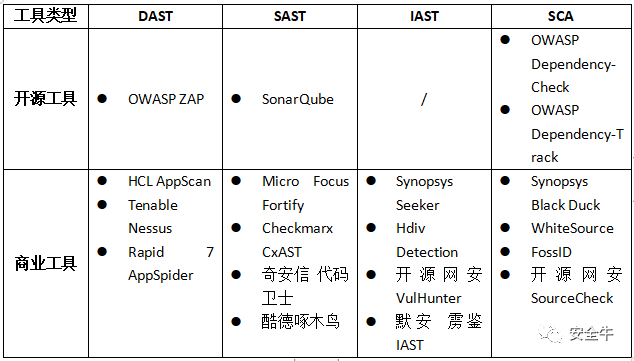 工具类型 DAST SAST IAST SCA
开源工具
● OWASP ZAP
● SonarQube
/
● OWASP
Dependency-
Check
● OWASP
Dependency-T
rack
商业工具
● HCL AppScan
● Tenable
Nessus
● Rapid 7
AppSpider
● Micro Focus
Fortify
● Checkmarx
CxAST
● 奇安信 代码
卫士
● 酷德啄木鸟
● Synopsys
Seeker
● Hdiv
Detection
● 开源网安
VulHunter
● 默安 雳鉴
IAST
● Synopsys
Black Duck
● WhiteSource
● FossID
● 开源网安
SourceCheck
安全牛